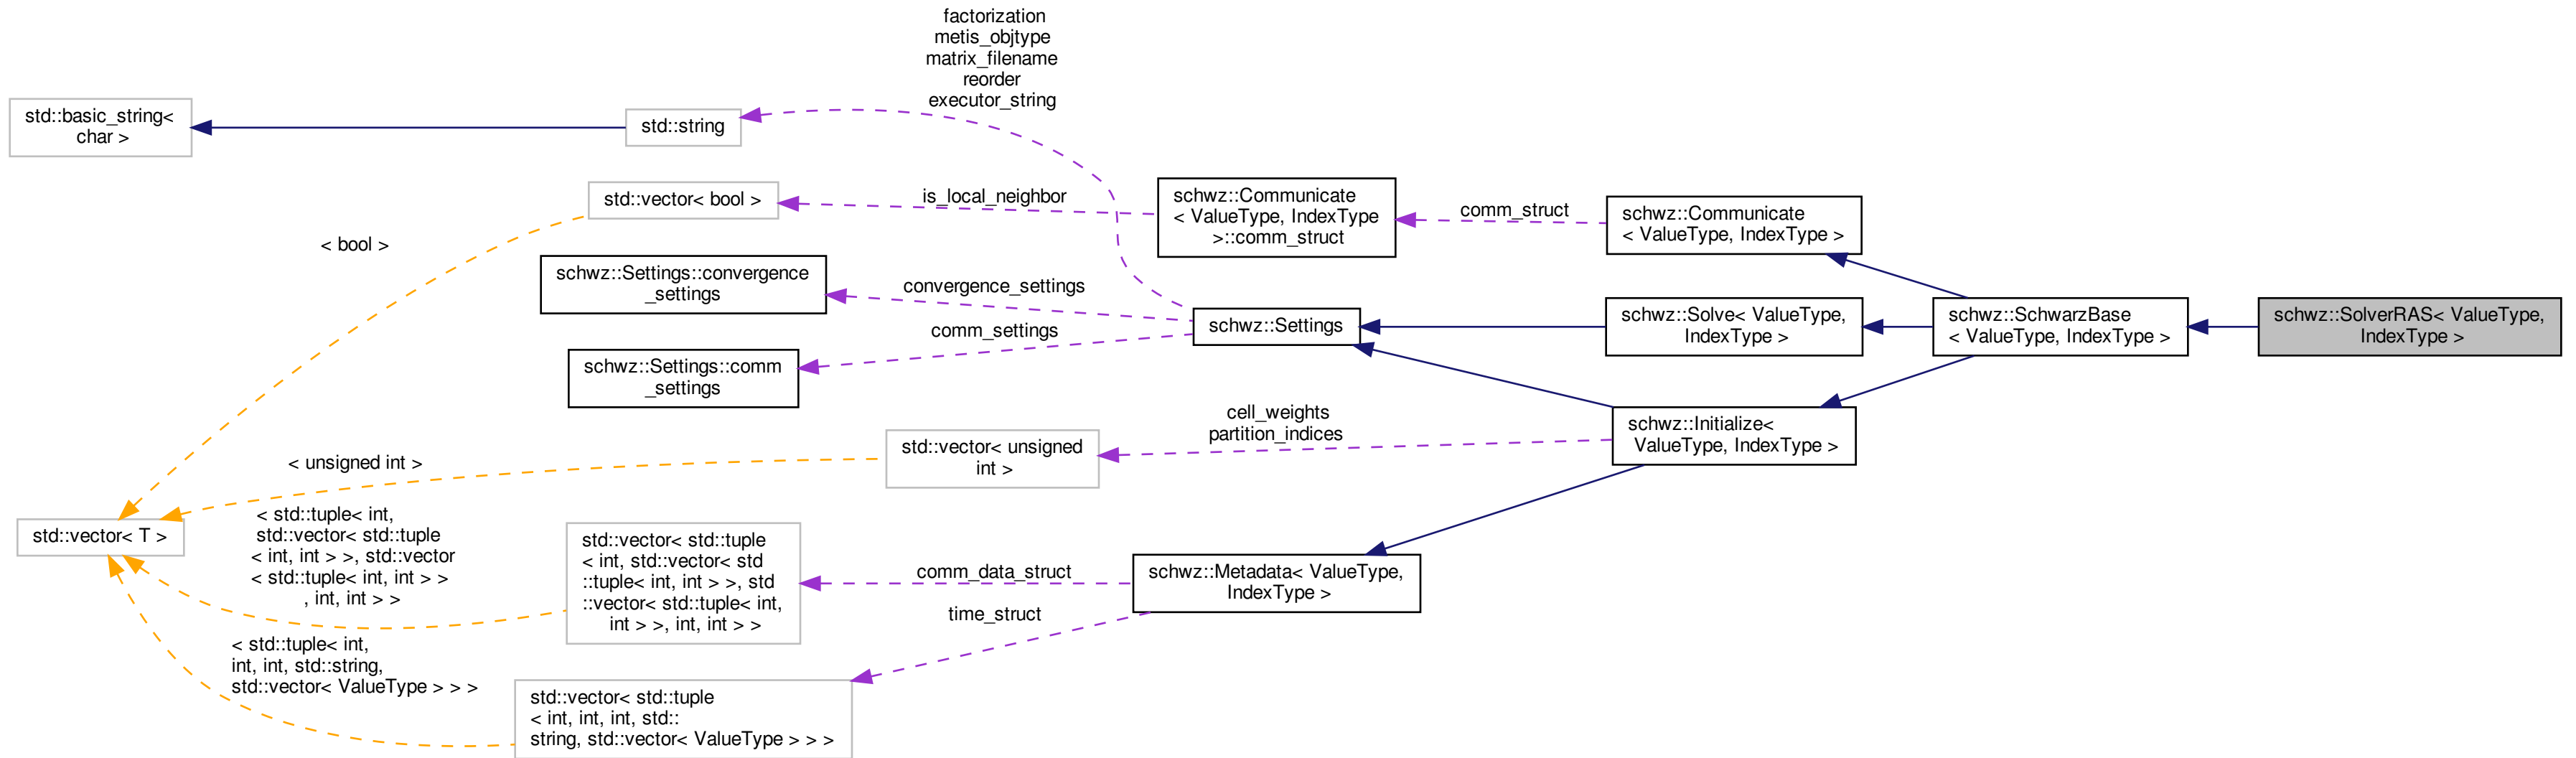 factorization
metis_objtype
matrix_filename
reorder
executor_string
std::basic_string<
char >
std::string
std::vector< bool >
is_local_neighbor
schwz::Communicate
< ValueType, IndexType
>::comm_struct
comm_struct
schwz::Communicate
< ValueType, IndexType >
< bool >
schwz::Settings::convergence
_settings
convergence_settings
schwz::Settings::comm
_settings
comm_settings
schwz::Settings
schwz::Solve< ValueType,
IndexType >
schwz::SchwarzBase
< ValueType, IndexType >
schwz::SolverRAS< ValueType,
IndexType >
cell_weights
partition_indices
schwz::Initialize<
ValueType, IndexType >
< unsigned int >
std::vector< unsigned
int >
std::vector< T >
< std::tuple< int,
std::vector< std::tuple
< int, int > >, std::vector
< std::tuple< int, int > >
, int, int > >
std::vector< std::tuple
< int, std::vector< std
::tuple< int, int > >, std
::vector< std::tuple< int,
int > >, int, int > >
comm_data_struct
schwz::Metadata< ValueType,
IndexType >
time_struct
< std::tuple< int,
int, int, std::string,
std::vector< ValueType > > >
std::vector< std::tuple
< int, int, int, std::
string, std::vector< ValueType > > >